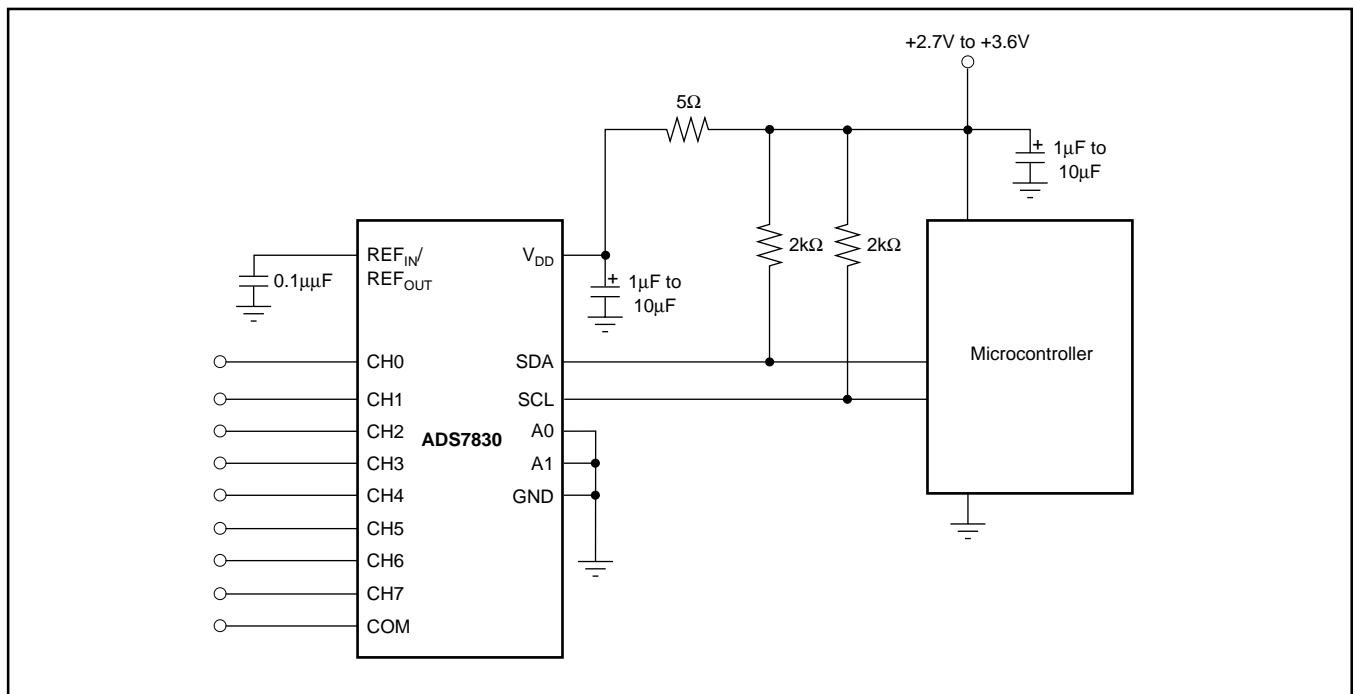 +2.7V to +3.6V
5Ω
1μF to
10μF
2kΩ
2kΩ
REFIN/
REFOUT
VDD
0.1μμF
1μF to
10μF
Microcontroller
CH0
SDA
CH1
SCL
CH2
ADS7830
A0
CH3
A1
CH4
GND
CH5
CH6
CH7
COM
+
+